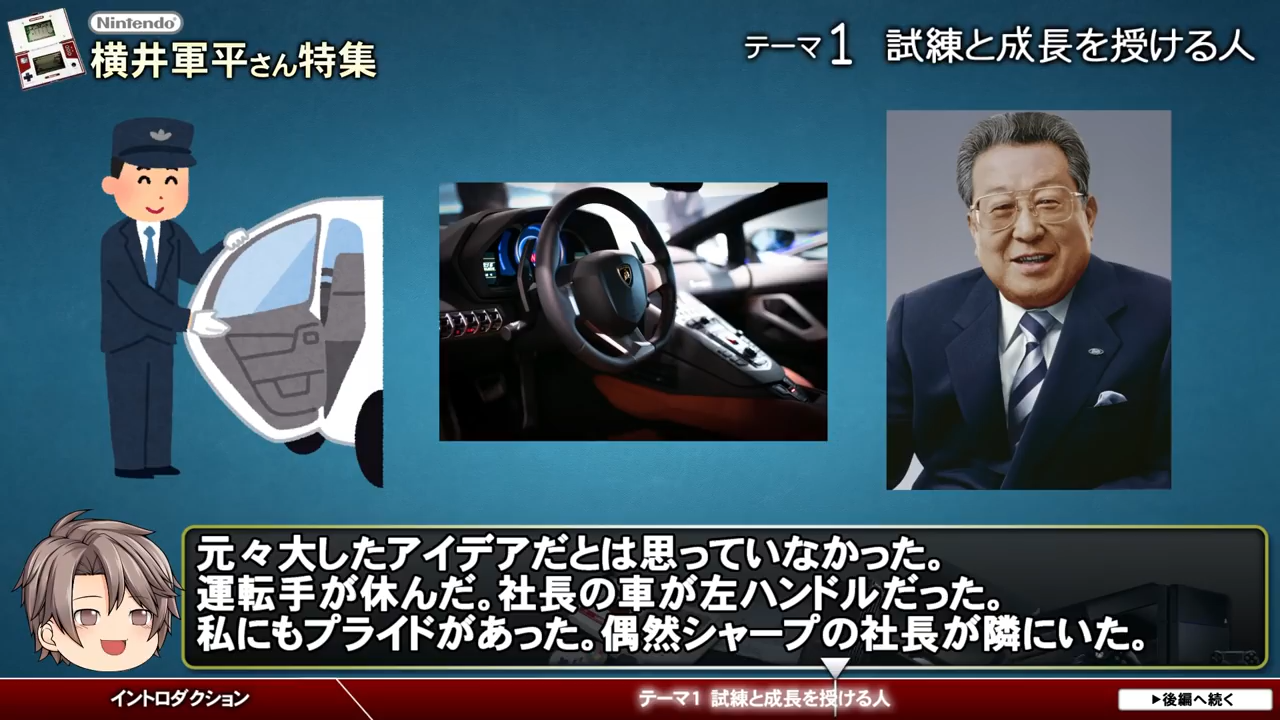 Nintendo®
横井軍平さん特集
テーマ1 試練と成長を授ける人
元々大したアイデアだとは思っていなかった。
運転手が休んだ。社長の車が左ハンドルだった。
私にもプライドがあった。偶然シャープの社長が隣にいた。
イントロダクション
テーマ1 試練と成長を授ける人
▶後編へ続く